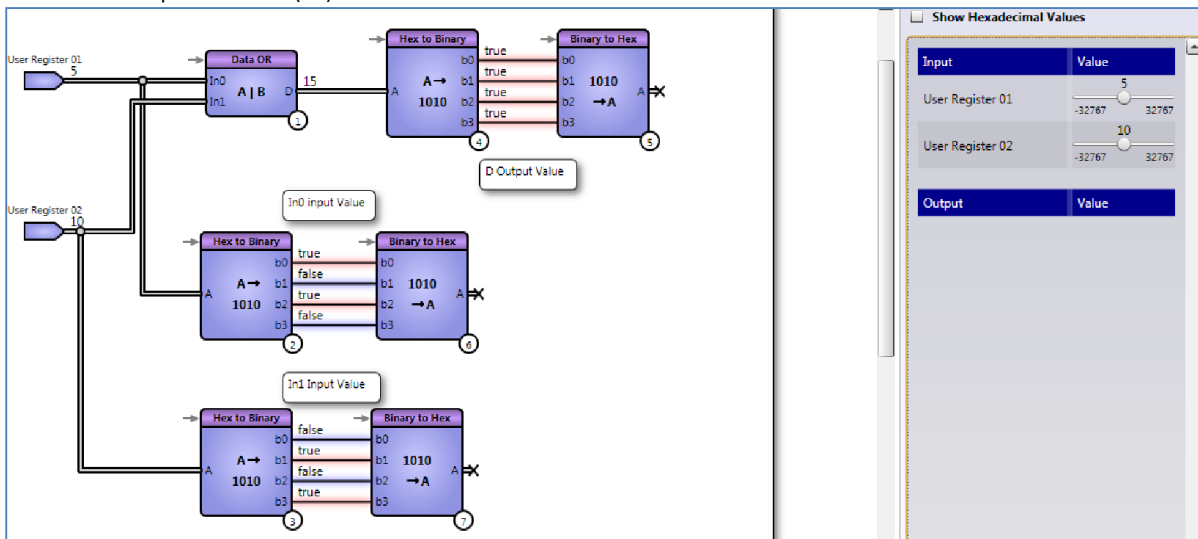 Show Hexadecimal Values
Input Value
User Register 01
5
-32767 32767
User Register 02
10
-32767 32767
Output Value
User Register 01
5
Data OR
In0
In1
A | B
D
15
1
Hex to Binary
A
A→
1010
b0
b1
b2
b3
4
true
true
true
true
Binary to Hex
b0
b1
b2
b3
1010
→A
A
5
D Output Value
User Register 02
10
In0 input Value
Hex to Binary
A
A→
1010
b0
b1
b2
b3
2
true
false
true
false
Binary to Hex
b0
b1
b2
b3
1010
→A
A
6
In1 Input Value
Hex to Binary
A
A→
1010
b0
b1
b2
b3
3
false
true
false
true
Binary to Hex
b0
b1
b2
b3
1010
→A
A
7